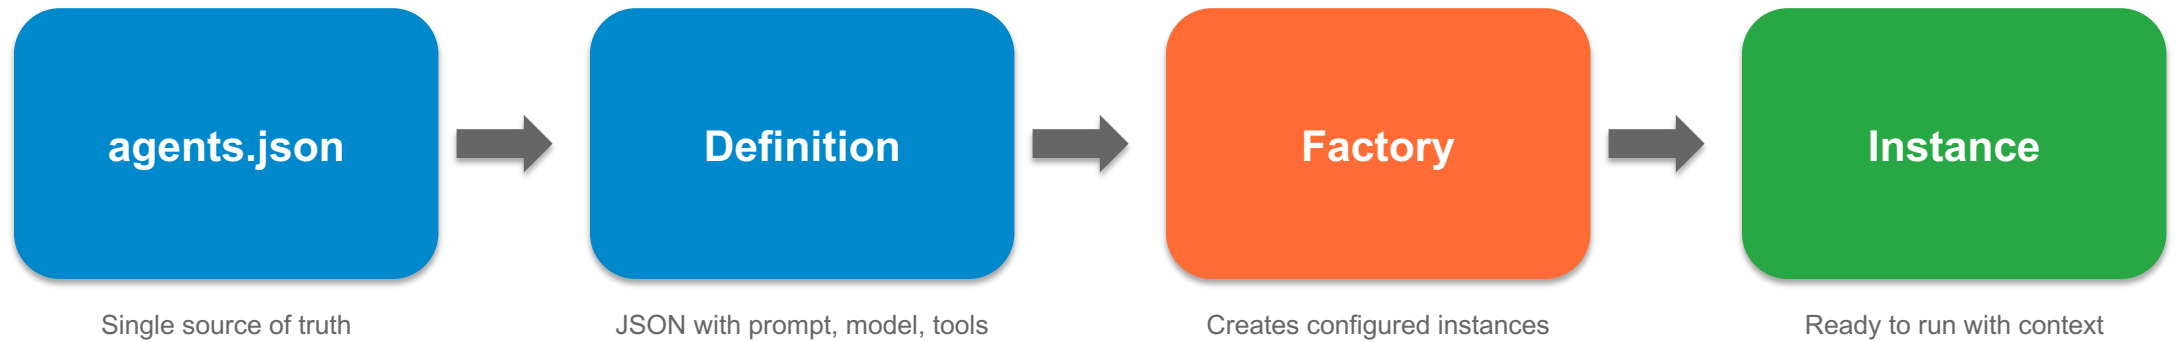 agents.json
Definition
Factory
Instance
Single source of truth
JSON with prompt, model, tools
Creates configured instances
Ready to run with context